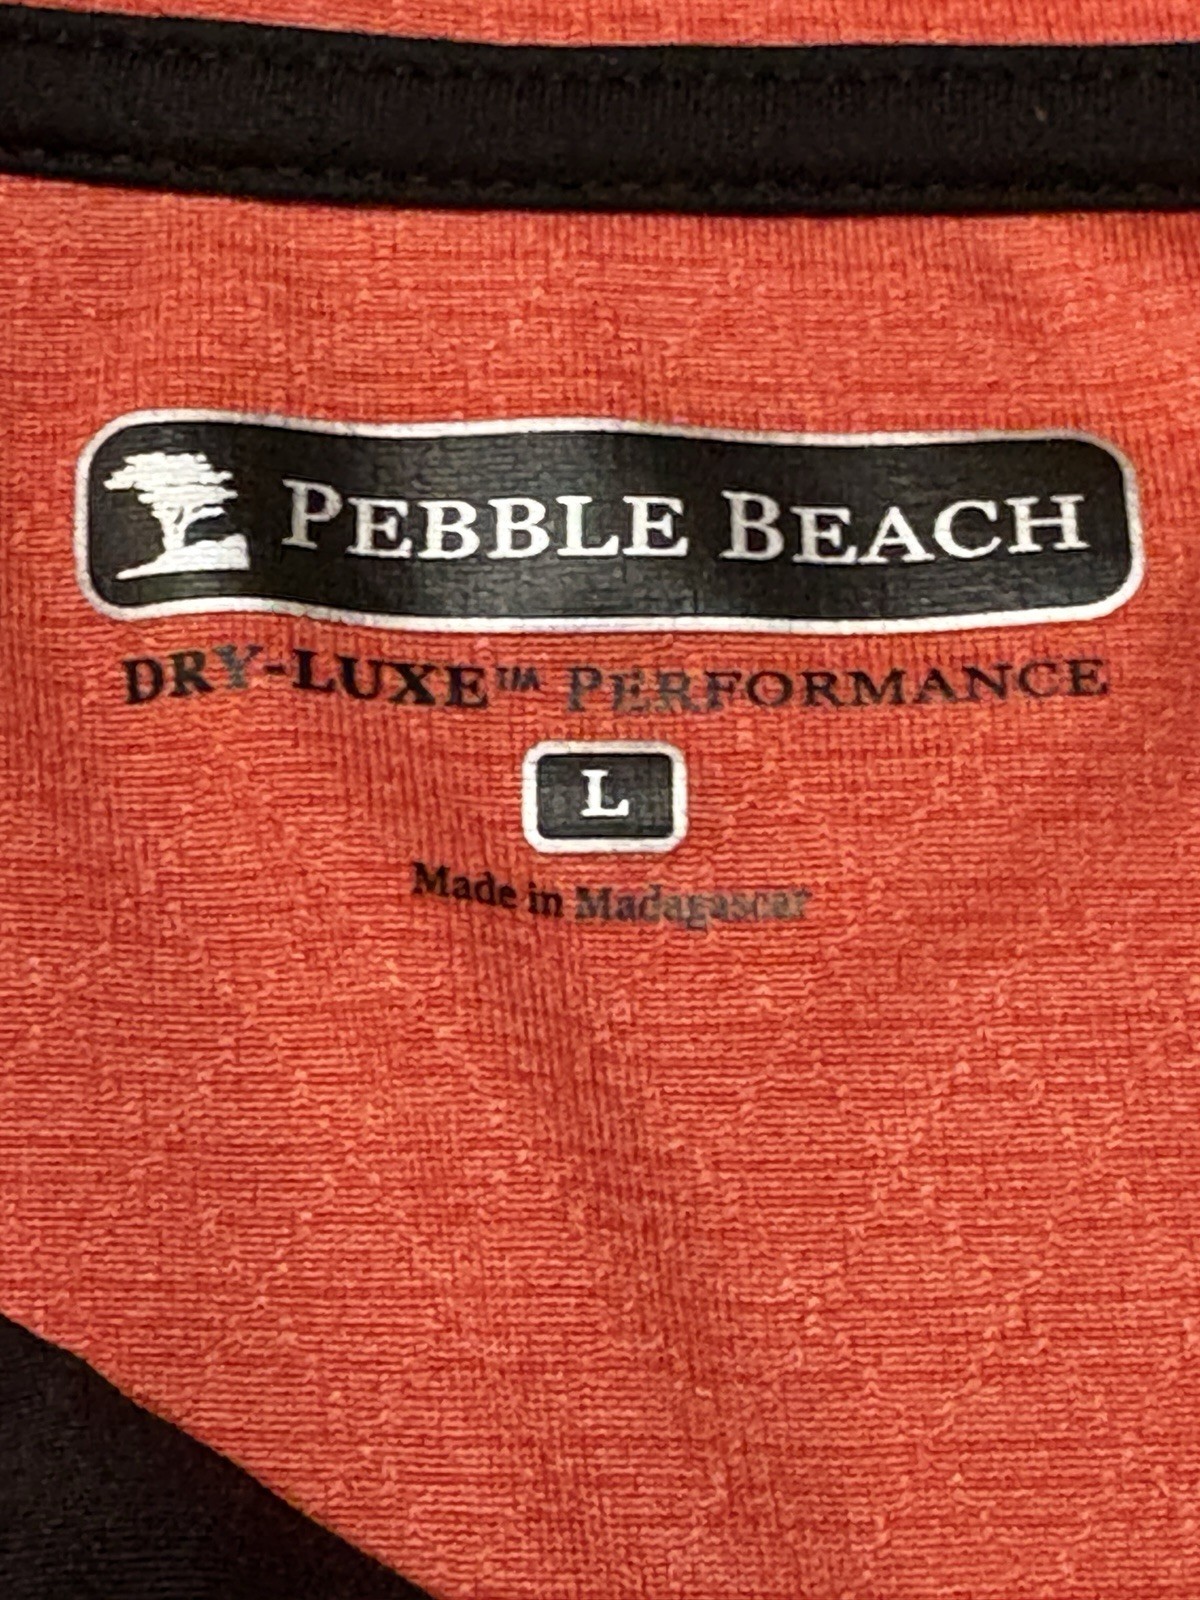 PEBBLE BEACH
DRY-LUXE™ PERFORMANCE
L
Made in Madagascar